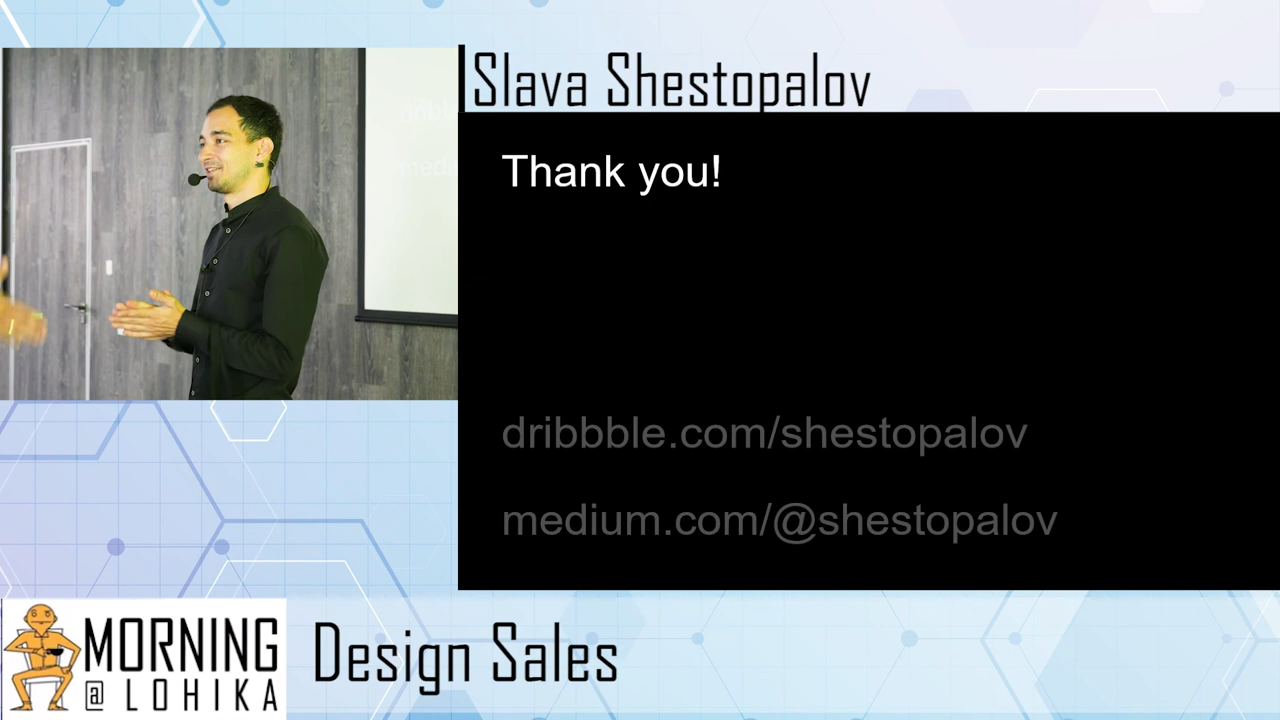 Slava Shestopalov
Thank you!
dribbble.com/shestopalov
medium.com/@shestopalov
MORNING
@ LOHIKA
Design Sales